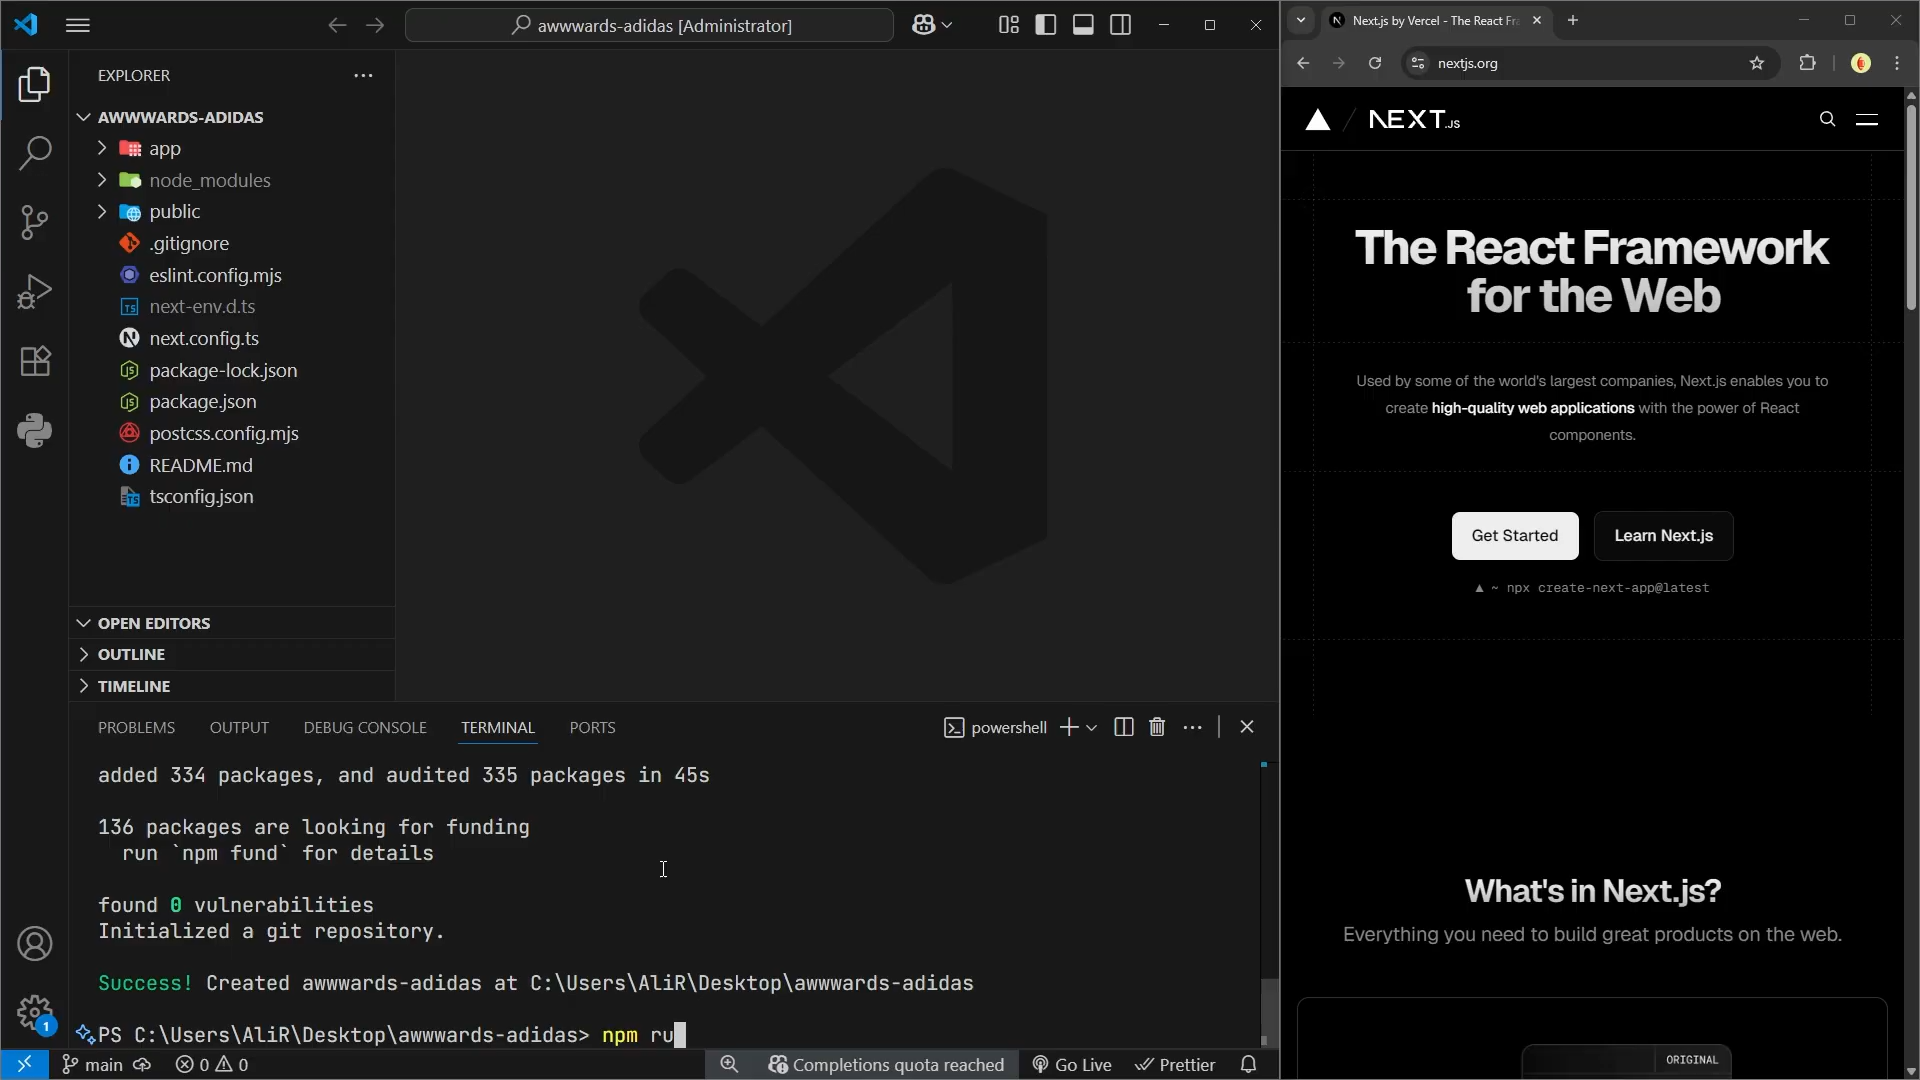 awwwards-adidas [Administrator]
EXPLORER
AWWWARDS-ADIDAS
app
node_modules
public
.gitignore
eslint.config.mjs
TS next-env.d.ts
N next.config.ts
JS package-lock.json
JS package.json
postcss.config.mjs
README.md
TS tsconfig.json
OPEN EDITORS
OUTLINE
TIMELINE
PROBLEMS OUTPUT DEBUG CONSOLE TERMINAL PORTS
powershell
added 334 packages, and audited 335 packages in 45s
136 packages are looking for funding
run `npm fund` for details
found 0 vulnerabilities
Initialized a git repository.
Success! Created awwwards-adidas at C:\Users\AliR\Desktop\awwwards-adidas
PS C:\Users\AliR\Desktop\awwwards-adidas> npm ru
1
main 0 0 Completions quota reached Go Live Prettier
N Next.js by Vercel - The React Fr
nextjs.org
NEXT.JS
The React Framework
for the Web
Used by some of the world's largest companies, Next.js enables you to
create high-quality web applications with the power of React
components.
Get Started Learn Next.js
▲ ~ npx create-next-app@latest
What's in Next.js?
Everything you need to build great products on the web.
ORIGINAL